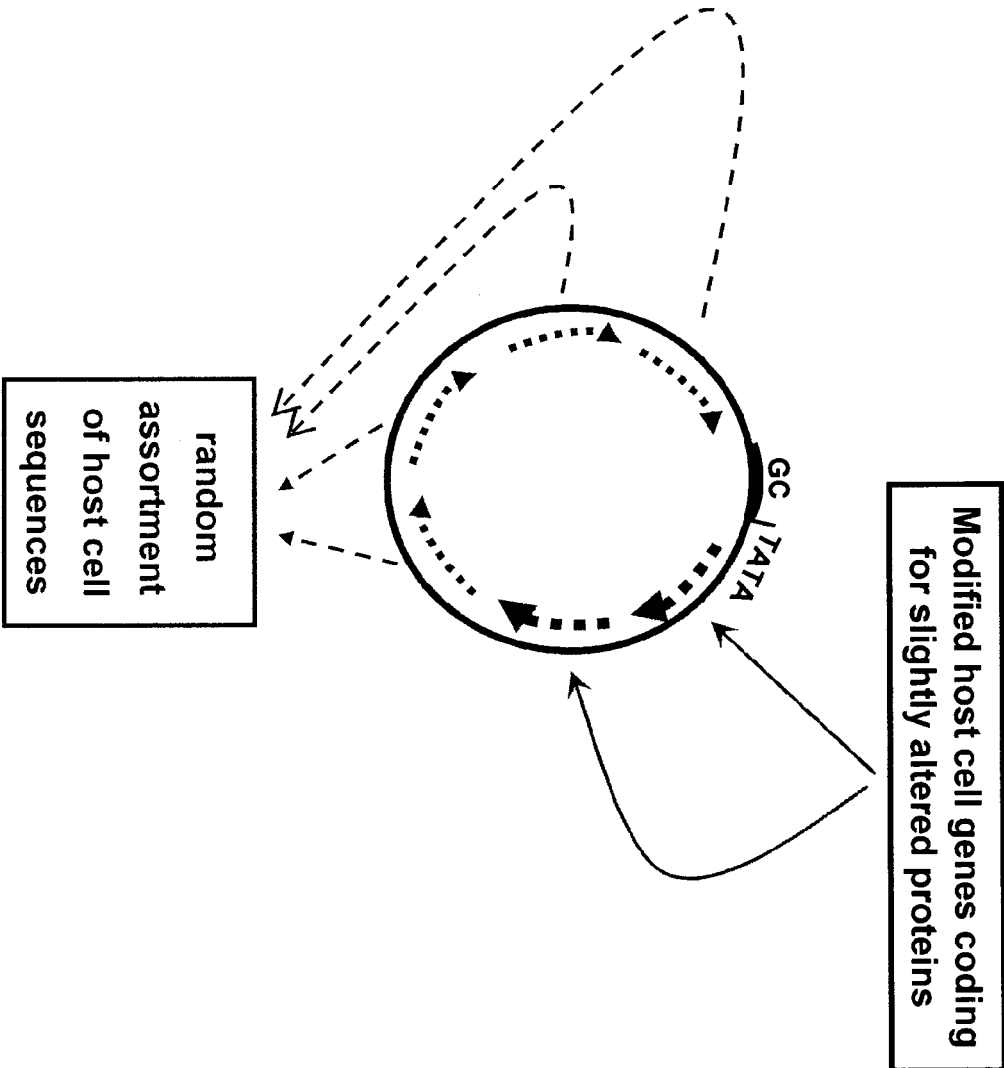 Modified host cell genes coding
for slightly altered proteins
GC
TATA
random
assortment
of host cell
sequences